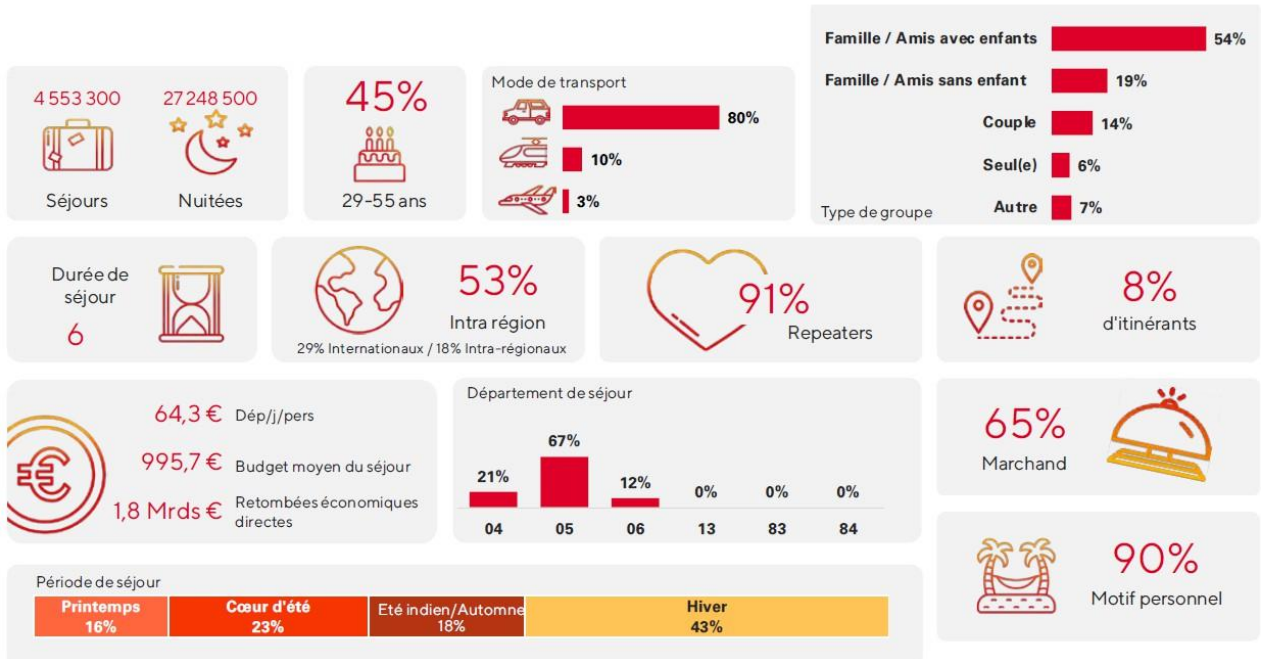 4 553 300
27 248 500
Séjours
Nuitées
45%
29-55 ans
Mode de transport
80%
10%
3%
Famille / Amis avec enfants
54%
Famille / Amis sans enfant
19%
Couple
14%
Seul(e)
6%
Autre
7%
Type de groupe
Durée de
séjour
6
53%
Intra région
29% Internationaux / 18% Intra-régionaux
91%
Repeaters
8%
d'itinérants
64,3 € Dép/j/pers
995,7 € Budget moyen du séjour
1,8 Mrds € Retombées économiques
directes
Département de séjour
21%
67%
12%
0%
0%
0%
04
05
06
13
83
84
65%
Marchand
90%
Motif personnel
Période de séjour
Printemps
16%
Cœur d'été
23%
Eté indien/Automne
18%
Hiver
43%